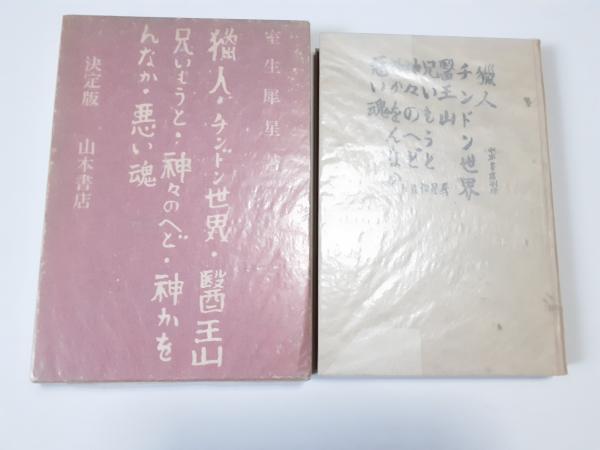 室生犀星著
獵人・チンドン世界・醫王山
兄いもうと・神々のへど・神かを
んなか・悪い魂
決定版 山本書店
獵人
チンドン世界
醫王山
兄いもうと
神々のへど
神かをんなか
悪い魂